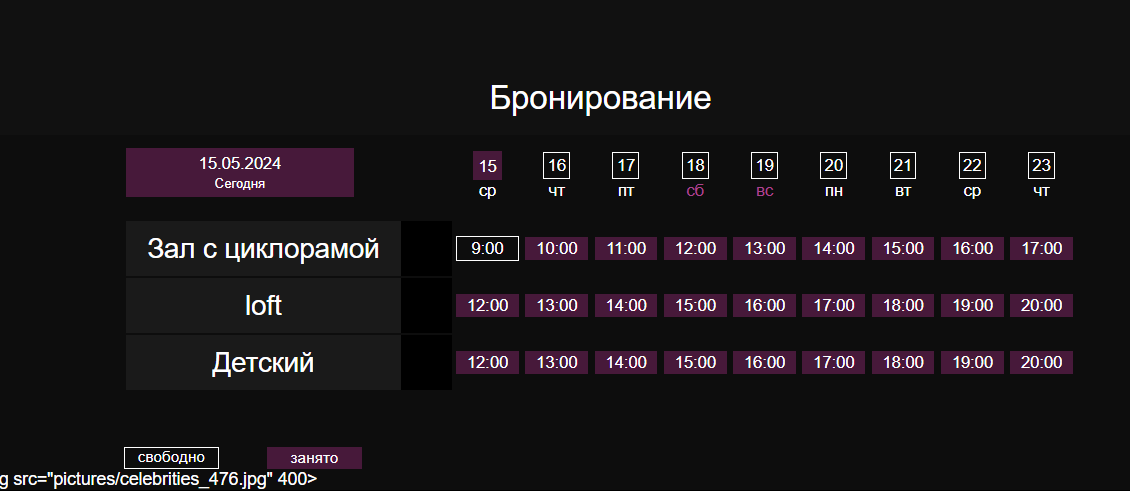 Бронирование
15.05.2024
Сегодня
15 16 17 18 19 20 21 22 23
ср чт пт сб вс пн вт ср чт
Зал с циклорамой 9:00 10:00 11:00 12:00 13:00 14:00 15:00 16:00 17:00
loft 12:00 13:00 14:00 15:00 16:00 17:00 18:00 19:00 20:00
Детский 12:00 13:00 14:00 15:00 16:00 17:00 18:00 19:00 20:00
свободно занято
g src="pictures/celebrities_476.jpg" 400>